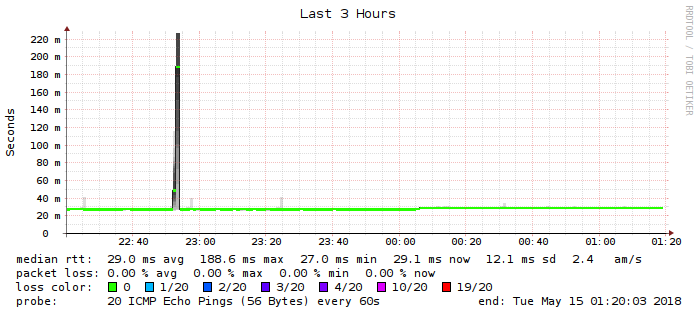 Last 3 Hours
RRDTOOL / TOBI OETIKER
Seconds
220 m
200 m
180 m
160 m
140 m
120 m
100 m
80 m
60 m
40 m
20 m
0
22:40 23:00 23:20 23:40 00:00 00:20 00:40 01:00 01:20
median rtt: 29.0 ms avg 188.6 ms max 27.0 ms min 29.1 ms now 12.1 ms sd 2.4 am/s
packet loss: 0.00 % avg 0.00 % max 0.00 % min 0.00 % now
loss color: 0 1/20 2/20 3/20 4/20 10/20 19/20
probe: 20 ICMP Echo Pings (56 Bytes) every 60s end: Tue May 15 01:20:03 2018